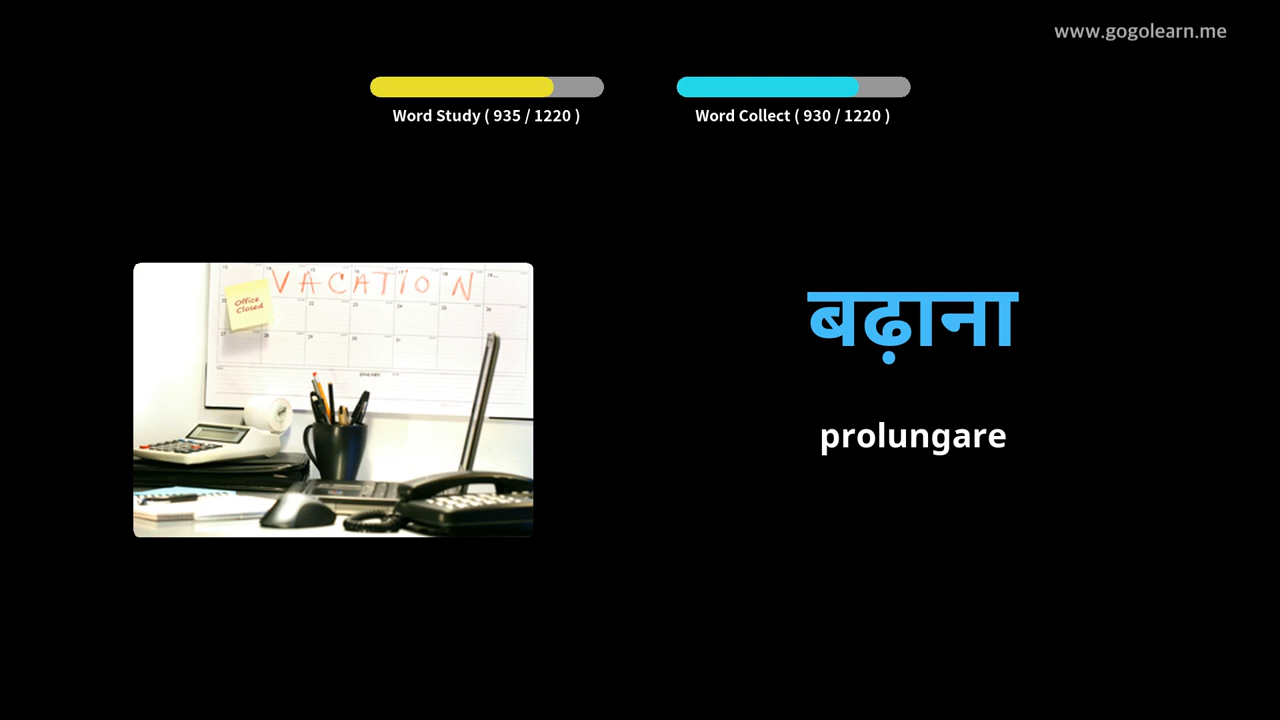 www.gogolearn.me
Word Study ( 935 / 1220 )
Word Collect ( 930 / 1220 )
VACATION
Office
Closed
बढ़ाना
prolungare